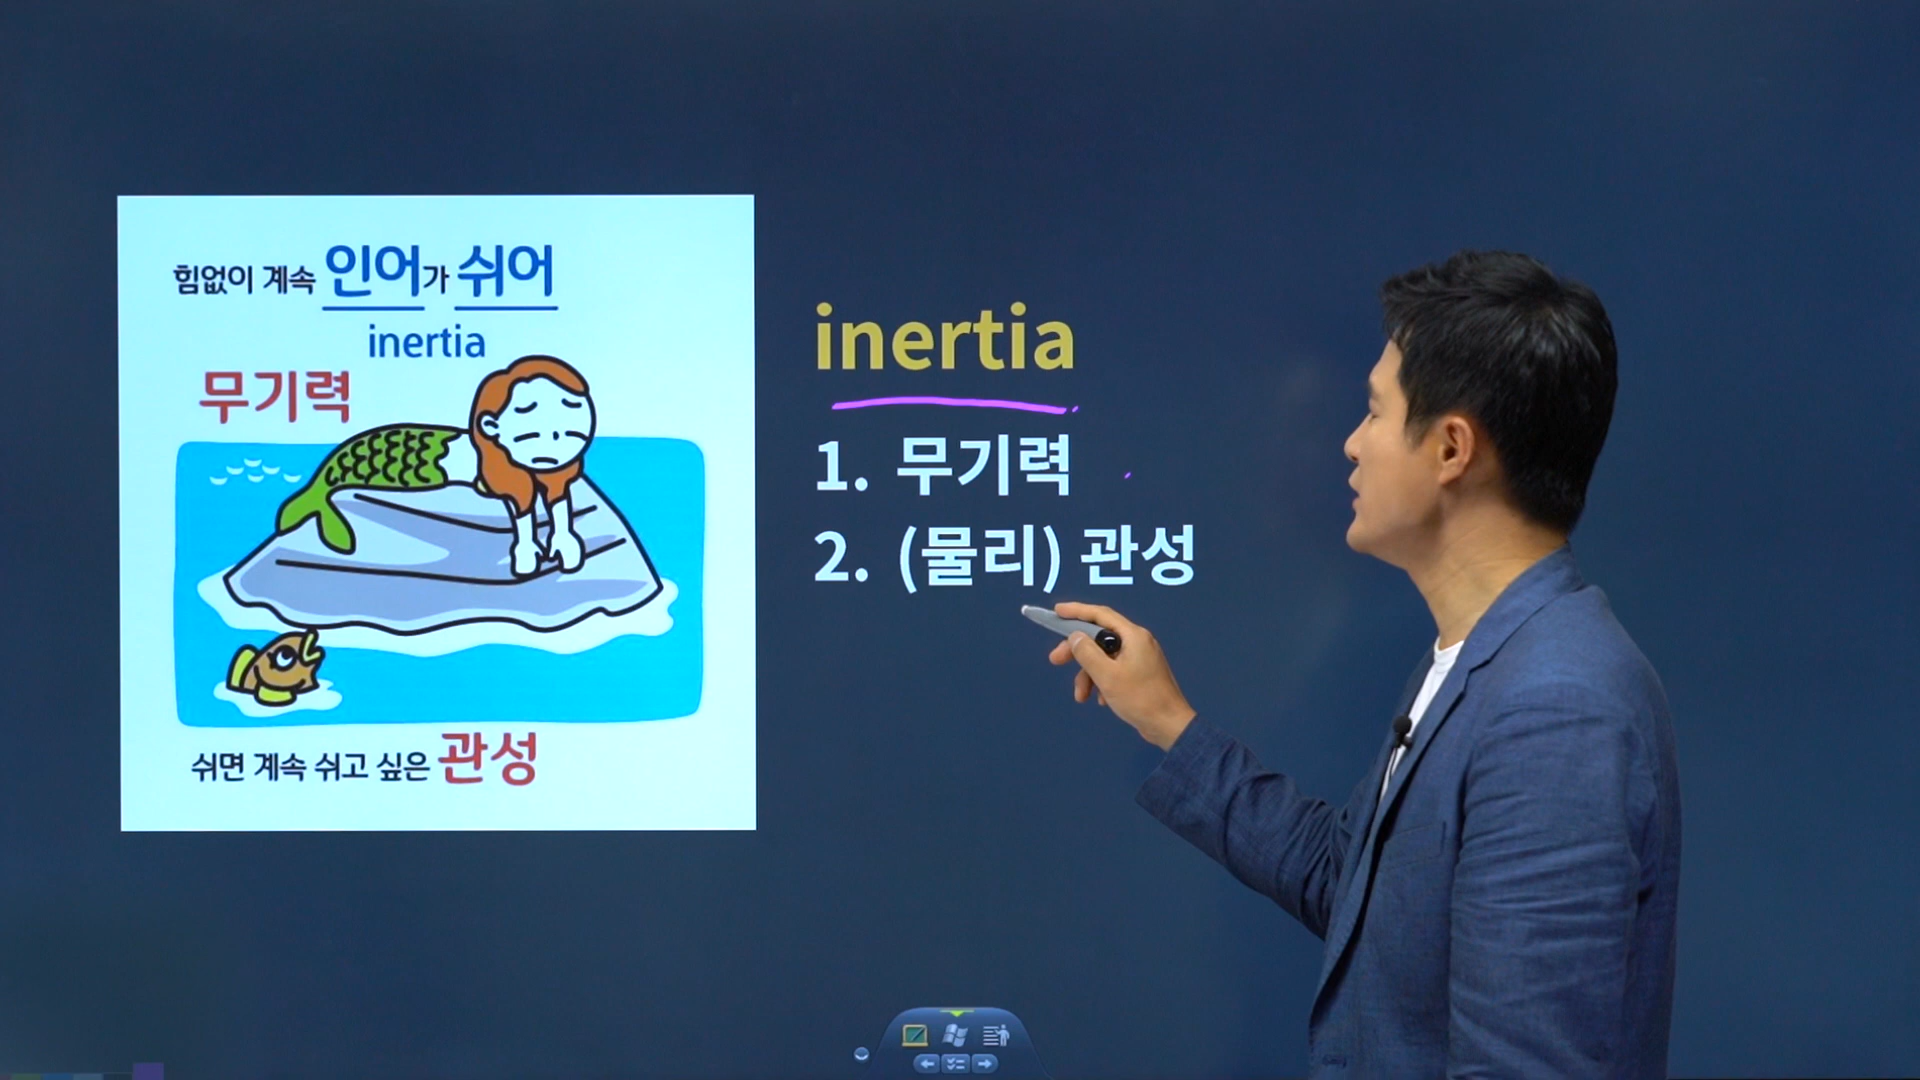 힘없이 계속 인어가 쉬어
inertia
무기력
쉬면 계속 쉬고 싶은 관성
inertia
1. 무기력
2. (물리) 관성